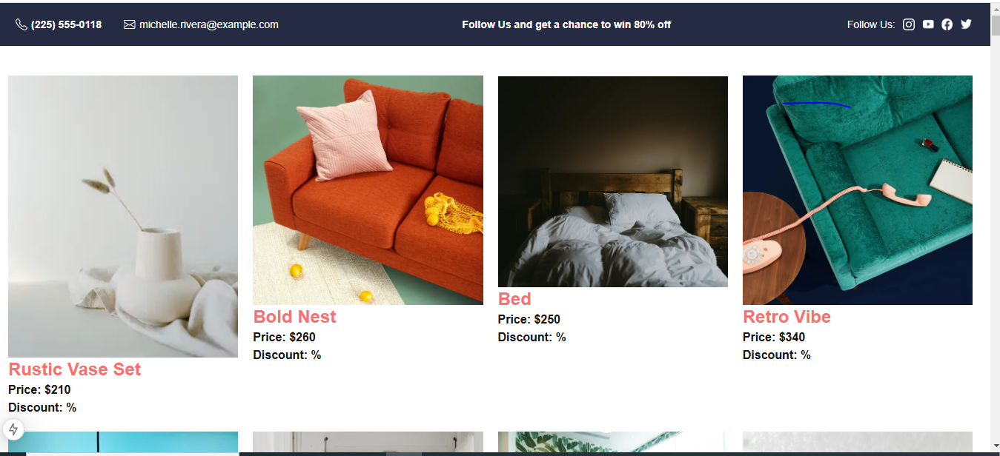 (225) 555-0118 michelle.rivera@example.com Follow Us and get a chance to win 80% off Follow Us:
Rustic Vase Set
Price: $210
Discount: %
Bold Nest
Price: $260
Discount: %
Bed
Price: $250
Discount: %
Retro Vibe
Price: $340
Discount: %